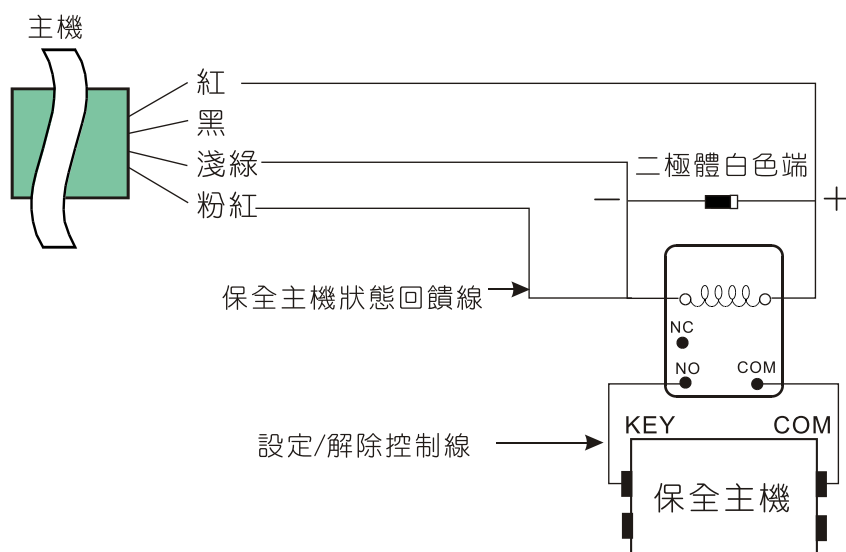 主機
紅
黑
淺綠
粉紅
二極體白色端
− +
保全主機狀態回饋線
NC
NO COM
設定/解除控制線
KEY COM
保全主機